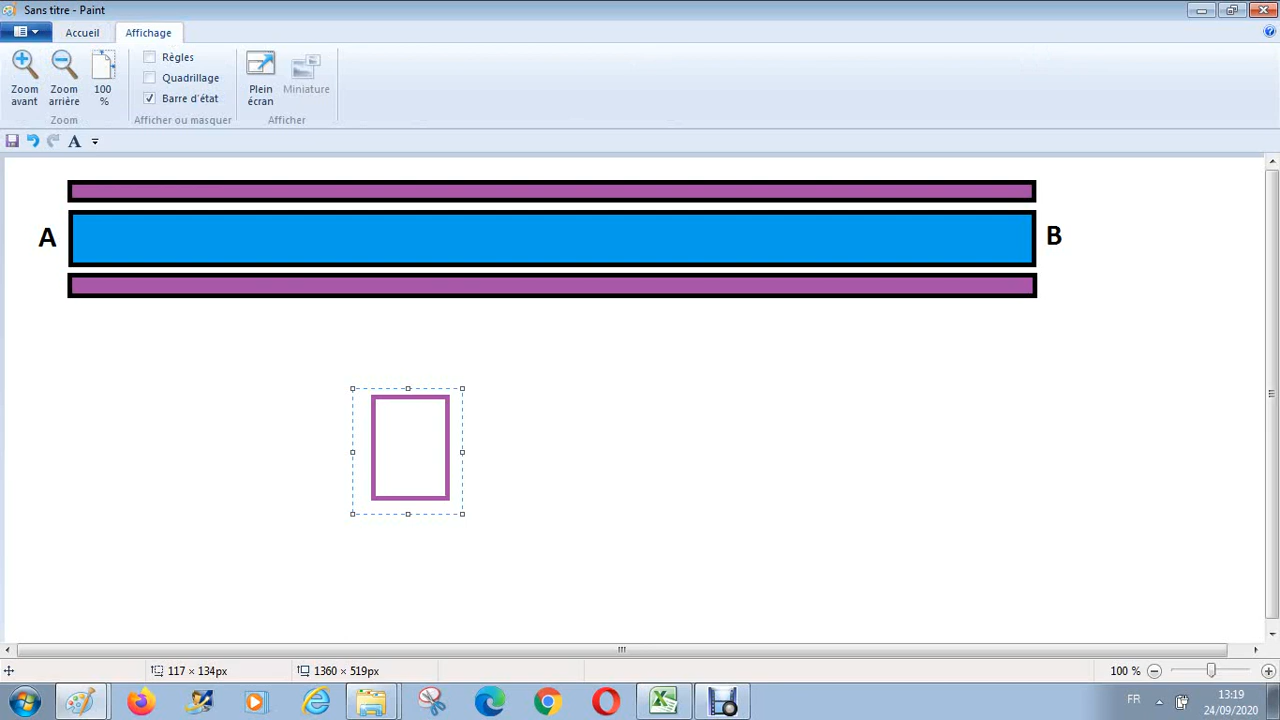 Sans titre - Paint
Accueil
Affichage
Zoom avant
Zoom arrière
100 %
Zoom
Règles
Quadrillage
Barre d'état
Afficher ou masquer
Plein écran
Miniature
Afficher
A
A
B
117 × 134px
1360 × 519px
100 %
FR
13:19
24/09/2020